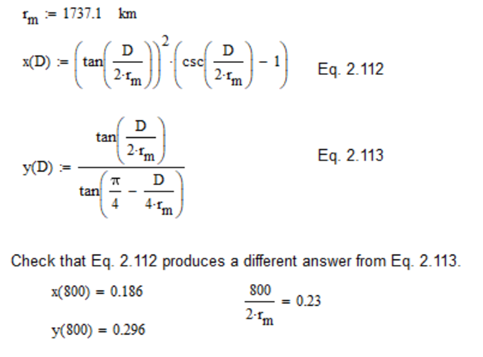 r_m := 1737.1 km
x(D) := (tan(D/(2·r_m)))^2·(csc(D/(2·r_m)) − 1) Eq. 2.112
y(D) := tan(D/(2·r_m))/tan(π/4 − D/(4·r_m)) Eq. 2.113
Check that Eq. 2.112 produces a different answer from Eq. 2.113.
x(800) = 0.186 800/(2·r_m) = 0.23
y(800) = 0.296